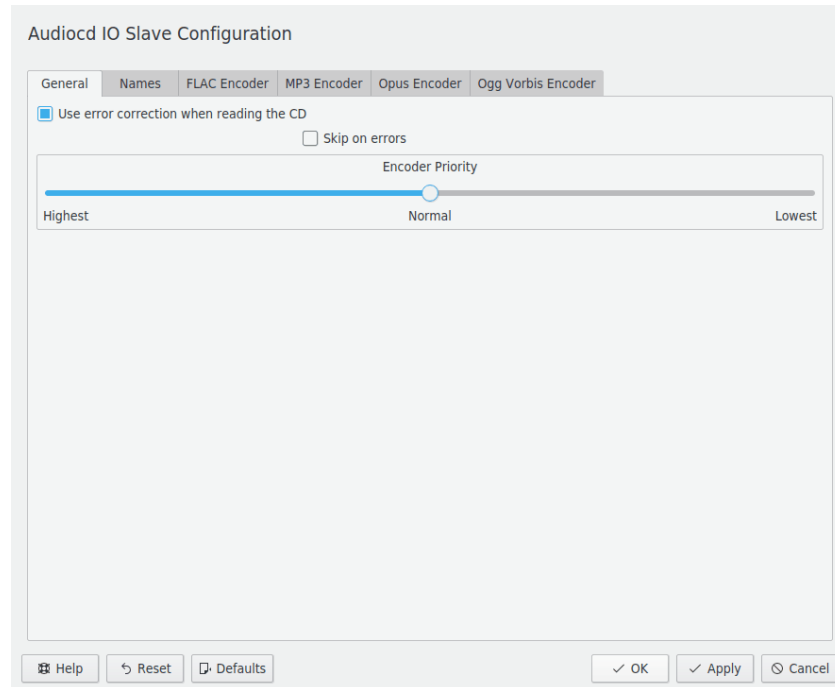 Audiocd IO Slave Configuration
General Names FLAC Encoder MP3 Encoder Opus Encoder Ogg Vorbis Encoder
Use error correction when reading the CD
Skip on errors
Encoder Priority
Highest Normal Lowest
Help Reset Defaults OK Apply Cancel